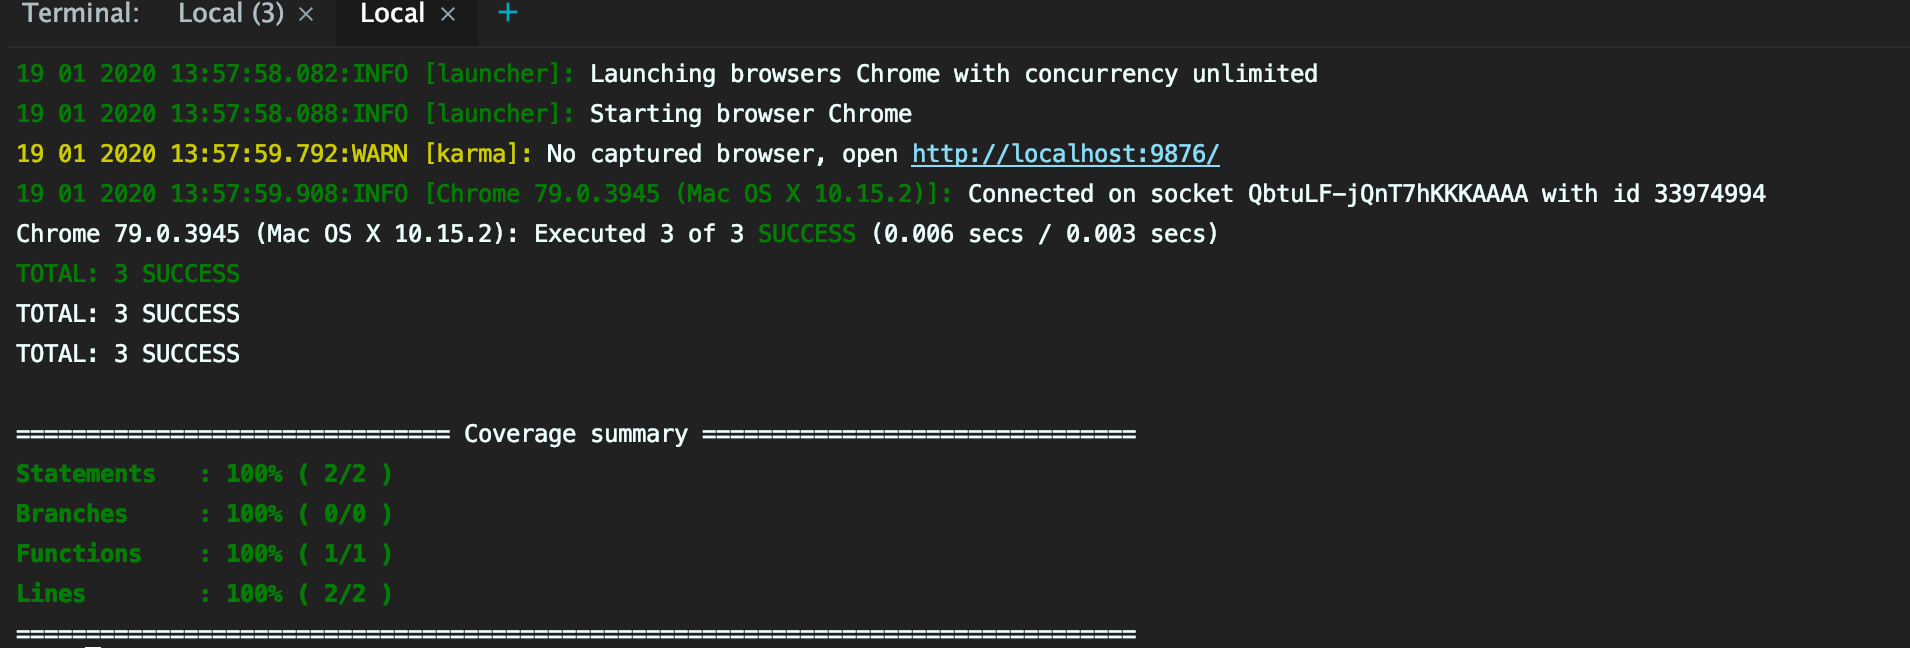 Terminal: Local (3) × Local × +
19 01 2020 13:57:58.082:INFO [launcher]: Launching browsers Chrome with concurrency unlimited
19 01 2020 13:57:58.088:INFO [launcher]: Starting browser Chrome
19 01 2020 13:57:59.792:WARN [karma]: No captured browser, open http://localhost:9876/
19 01 2020 13:57:59.908:INFO [Chrome 79.0.3945 (Mac OS X 10.15.2)]: Connected on socket QbtuLF-jQnT7hKKKAAAA with id 33974994
Chrome 79.0.3945 (Mac OS X 10.15.2): Executed 3 of 3 SUCCESS (0.006 secs / 0.003 secs)
TOTAL: 3 SUCCESS
TOTAL: 3 SUCCESS
TOTAL: 3 SUCCESS
=============================== Coverage summary ===============================
Statements   : 100% ( 2/2 )
Branches     : 100% ( 0/0 )
Functions    : 100% ( 1/1 )
Lines        : 100% ( 2/2 )
================================================================================